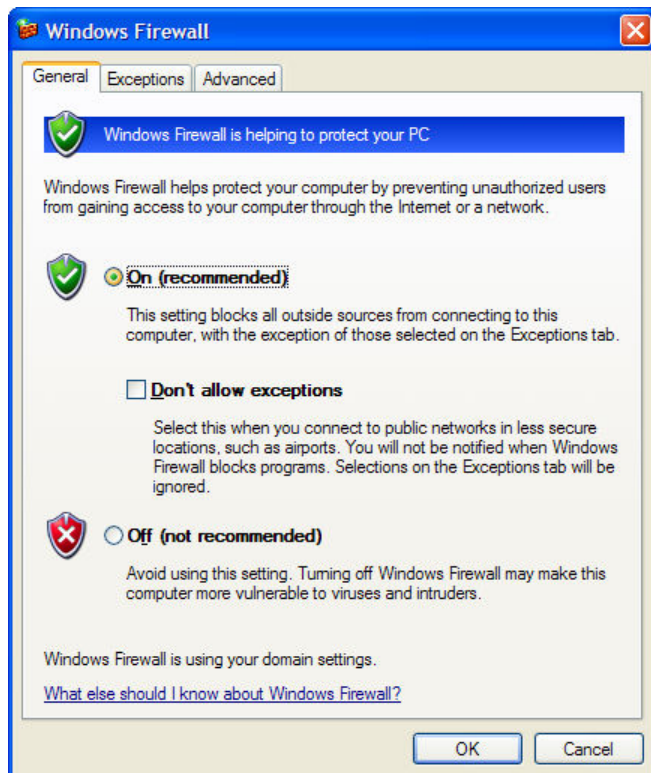 Windows Firewall
General
Exceptions
Advanced
Windows Firewall is helping to protect your PC
Windows Firewall helps protect your computer by preventing unauthorized users
from gaining access to your computer through the Internet or a network.
On (recommended)
This setting blocks all outside sources from connecting to this
computer, with the exception of those selected on the Exceptions tab.
Don't allow exceptions
Select this when you connect to public networks in less secure
locations, such as airports. You will not be notified when Windows
Firewall blocks programs. Selections on the Exceptions tab will be
ignored.
Off (not recommended)
Avoid using this setting. Turning off Windows Firewall may make this
computer more vulnerable to viruses and intruders.
Windows Firewall is using your domain settings.
What else should I know about Windows Firewall?
OK
Cancel